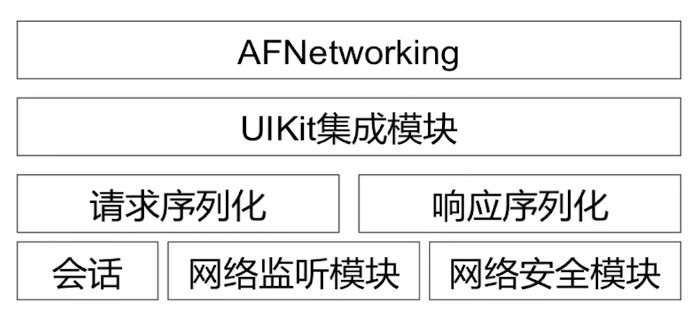 AFNetworking
UIKit集成模块
请求序列化
响应序列化
会话
网络监听模块
网络安全模块